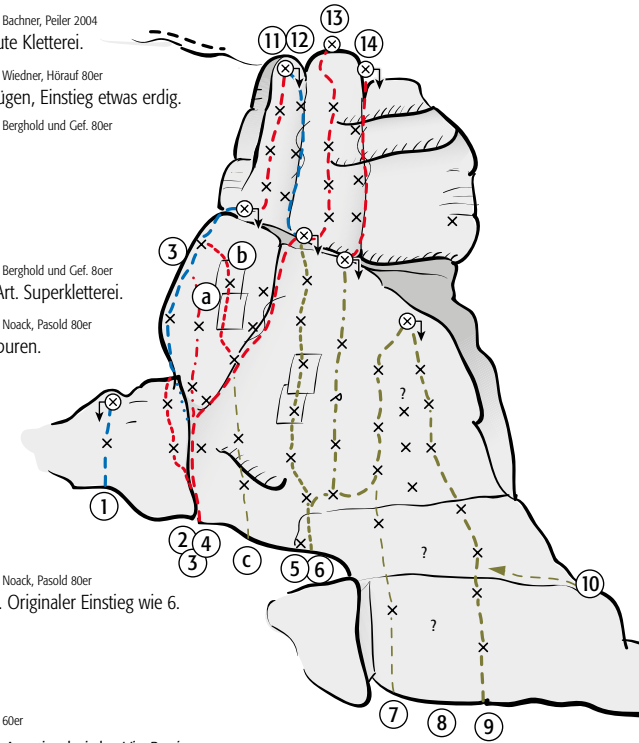 Bachner, Peiler 2004
ute Kletterei.
Wiedner, Hörauf 80er
ügen, Einstieg etwas erdig.
Berghold und Gef. 80er
Berghold und Gef. 80er
Art. Superkletterei.
Noack, Pasold 80er
ouren.
Noack, Pasold 80er
. Originaler Einstieg wie 6.
60er
11 12 13 14
3 b
a
?
1
2 4
3
c
5 6
?
10
?
7 8 9